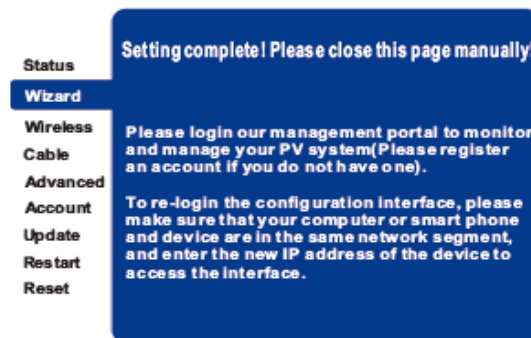 Status
Wizard
Wireless
Cable
Advanced
Account
Update
Restart
Reset
Setting complete! Please close this page manually!
Please login our management portal to monitor
and manage your PV system(Please register
an account if you do not have one).
To re-login the configuration interface, please
make sure that your computer or smart phone
and device are in the same network segment,
and enter the new IP address of the device to
access the interface.